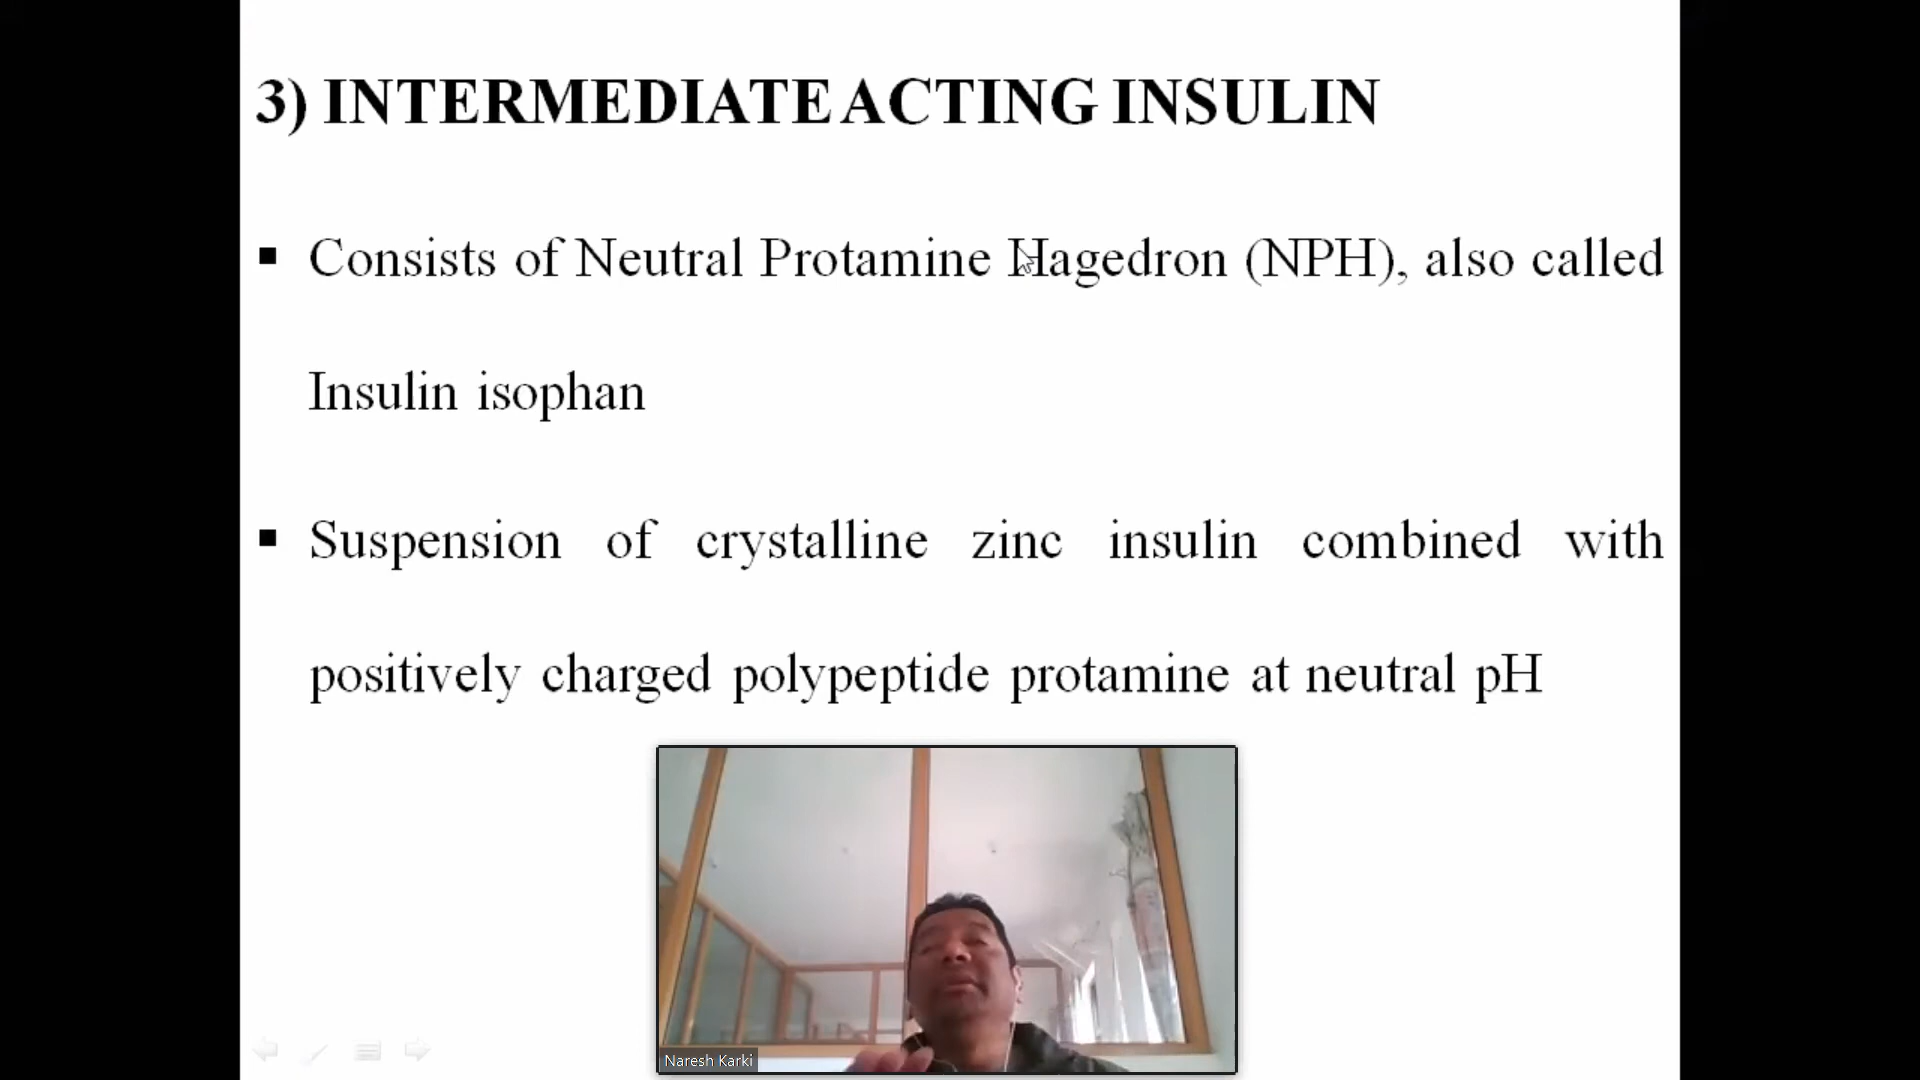 3) INTERMEDIATE ACTING INSULIN
▪ Consists of Neutral Protamine Hagedron (NPH), also called
Insulin isophan
▪ Suspension of crystalline zinc insulin combined with
positively charged polypeptide protamine at neutral pH
Naresh Karki